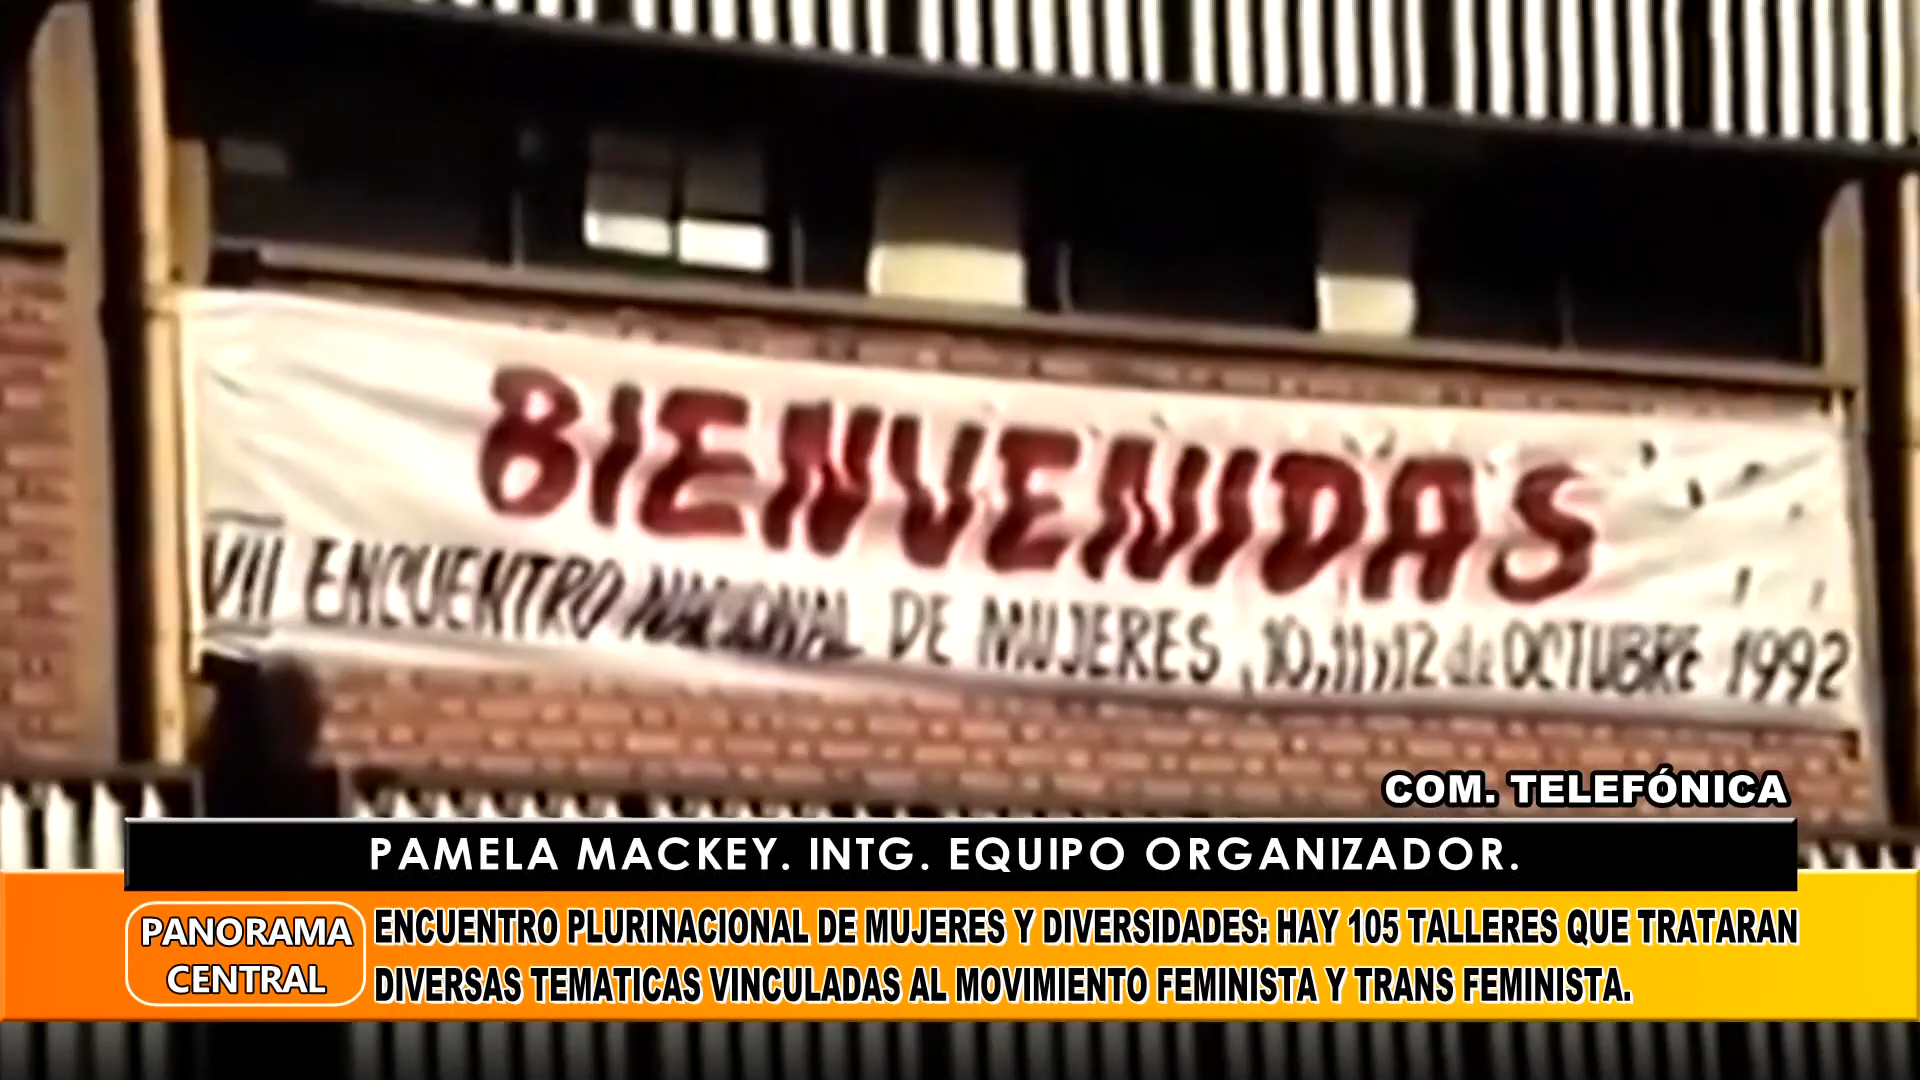 BIENVENIDAS
VII ENCUENTRO NACIONAL DE MUJERES, 10, 11 y 12 de OCTUBRE 1992
COM. TELEFÓNICA
PAMELA MACKEY. INTG. EQUIPO ORGANIZADOR.
PANORAMA
CENTRAL
ENCUENTRO PLURINACIONAL DE MUJERES Y DIVERSIDADES: HAY 105 TALLERES QUE TRATARAN
DIVERSAS TEMATICAS VINCULADAS AL MOVIMIENTO FEMINISTA Y TRANS FEMINISTA.